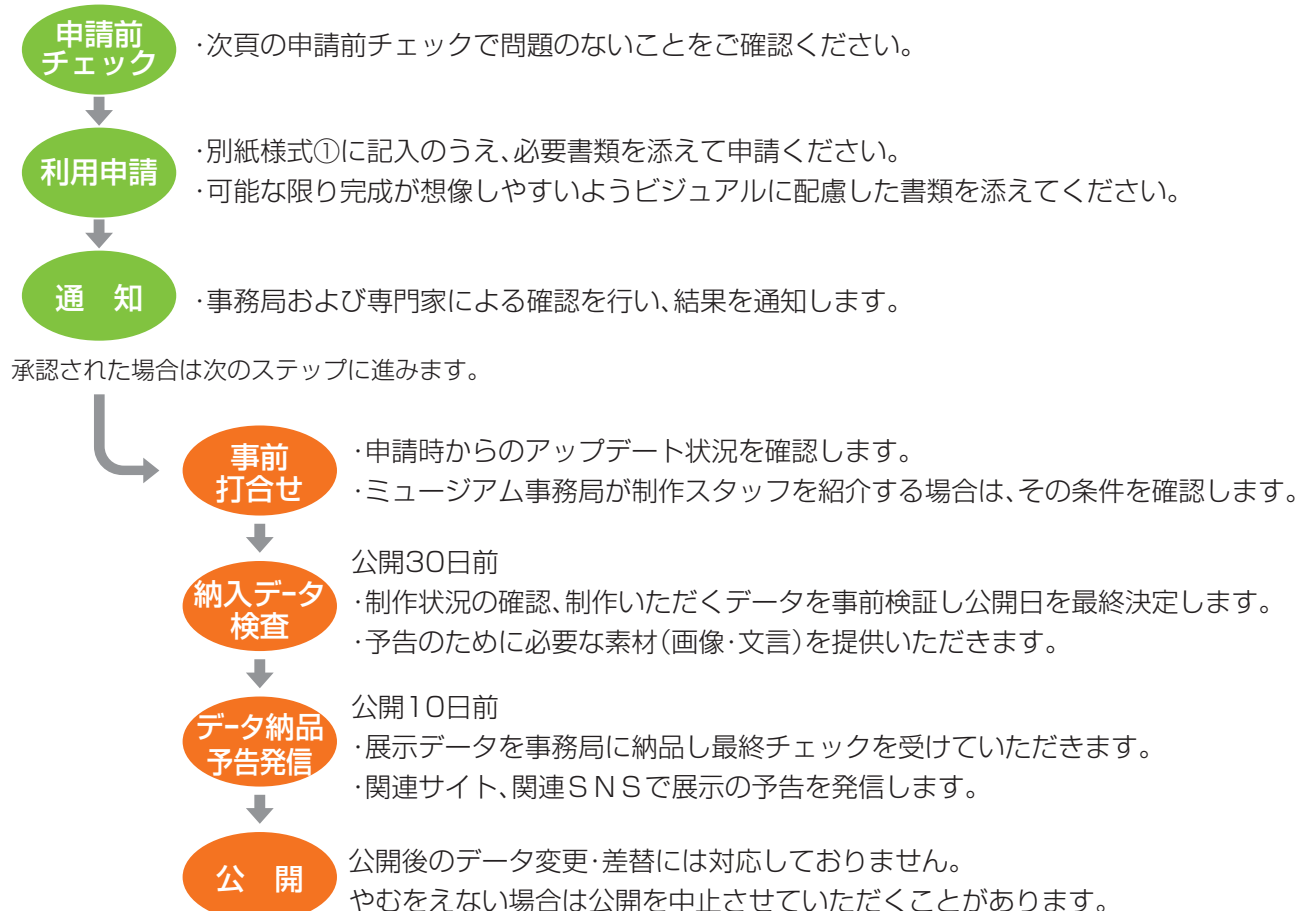 申請前
チェック
·次頁の申請前チェックで問題のないことをご確認ください。
利用申請
·別紙様式①に記入のうえ、必要書類を添えて申請ください。
·可能な限り完成が想像しやすいようビジュアルに配慮した書類を添えてください。
通　知
·事務局および専門家による確認を行い、結果を通知します。
承認された場合は次のステップに進みます。
事前
打合せ
·申請時からのアップデート状況を確認します。
·ミュージアム事務局が制作スタッフを紹介する場合は、その条件を確認します。
納入データ
検査
公開30日前
·制作状況の確認、制作いただくデータを事前検証し公開日を最終決定します。
·予告のために必要な素材(画像·文言)を提供いただきます。
データ納品
予告発信
公開10日前
·展示データを事務局に納品し最終チェックを受けていただきます。
·関連サイト、関連SNSで展示の予告を発信します。
公　開
公開後のデータ変更·差替には対応しておりません。
やむをえない場合は公開を中止させていただくことがあります。